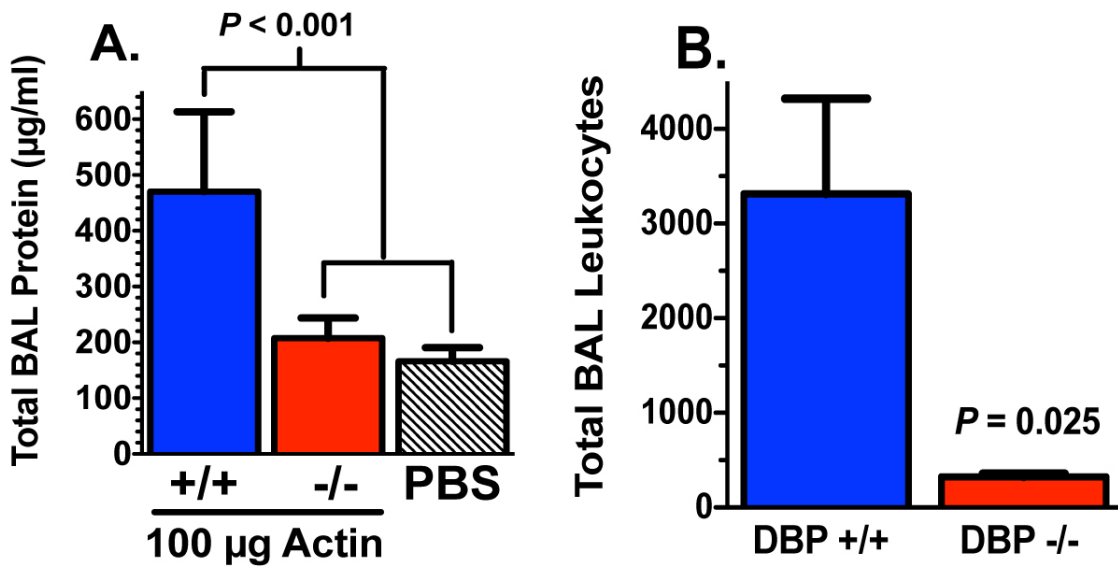 A.
P < 0.001
Total BAL Protein (µg/ml)
600
500
400
300
200
100
0
+/+
-/-
PBS
100 µg Actin
B.
Total BAL Leukocytes
4000
3000
2000
1000
0
P = 0.025
DBP +/+
DBP -/-